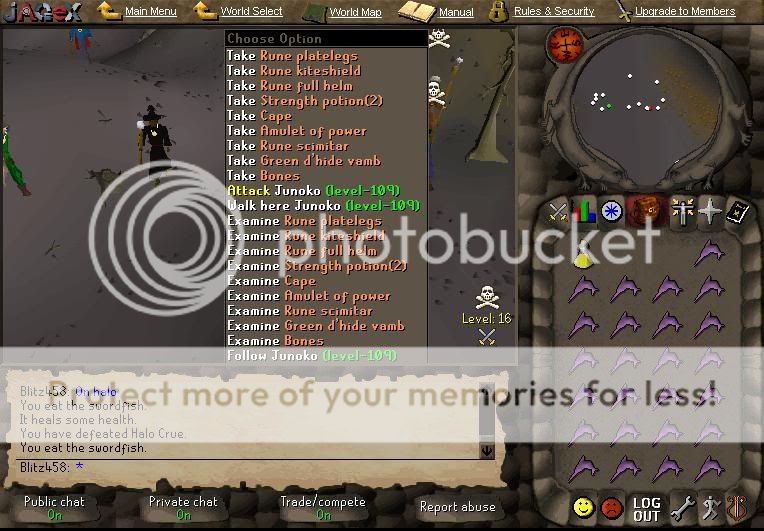 JAGeX Main Menu World Select World Map Manual Rules & Security Upgrade to Members
Choose Option
Take Rune platelegs
Take Rune kiteshield
Take Rune full helm
Take Strength potion(2)
Take Cape
Take Amulet of power
Take Rune scimitar
Take Green d'hide vamb
Take Bones
Attack Junoko (level-109)
Walk here Junoko (level-109)
Examine Rune platelegs
Examine Rune kiteshield
Examine Rune full helm
Examine Strength potion(2)
Examine Cape
Examine Amulet of power
Examine Rune scimitar
Examine Green d'hide vamb
Examine Bones
Follow Junoko (level-109)
Level: 16
photobucket
Protect more of your memories for less!
Blitz458: On halo
You eat the swordfish.
It heals some health.
You have defeated Halo Crue.
You eat the swordfish.
Blitz458: *
Public chat
On
Private chat
On
Trade/compete
On
Report abuse
LOG
OUT